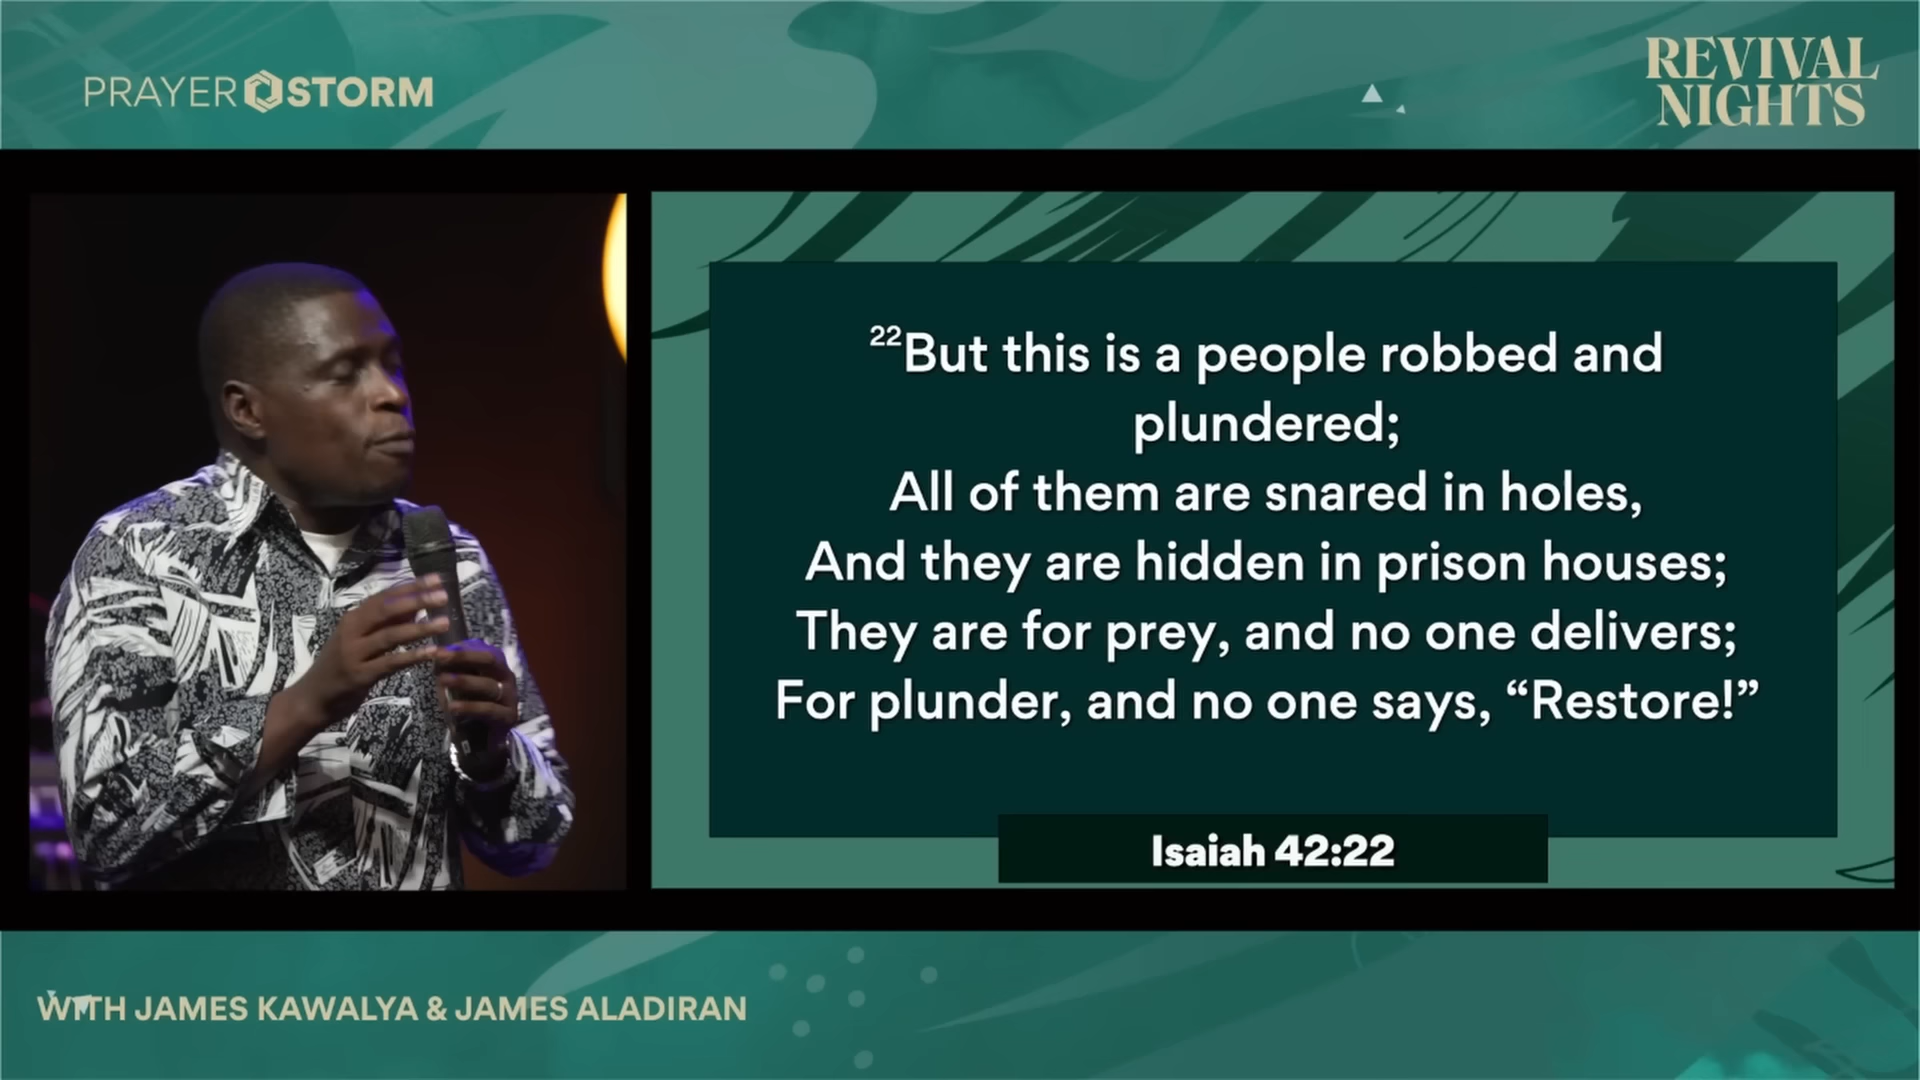 PRAYER STORM
REVIVAL
NIGHTS
²²But this is a people robbed and
plundered;
All of them are snared in holes,
And they are hidden in prison houses;
They are for prey, and no one delivers;
For plunder, and no one says, “Restore!”
Isaiah 42:22
WITH JAMES KAWALYA & JAMES ALADIRAN